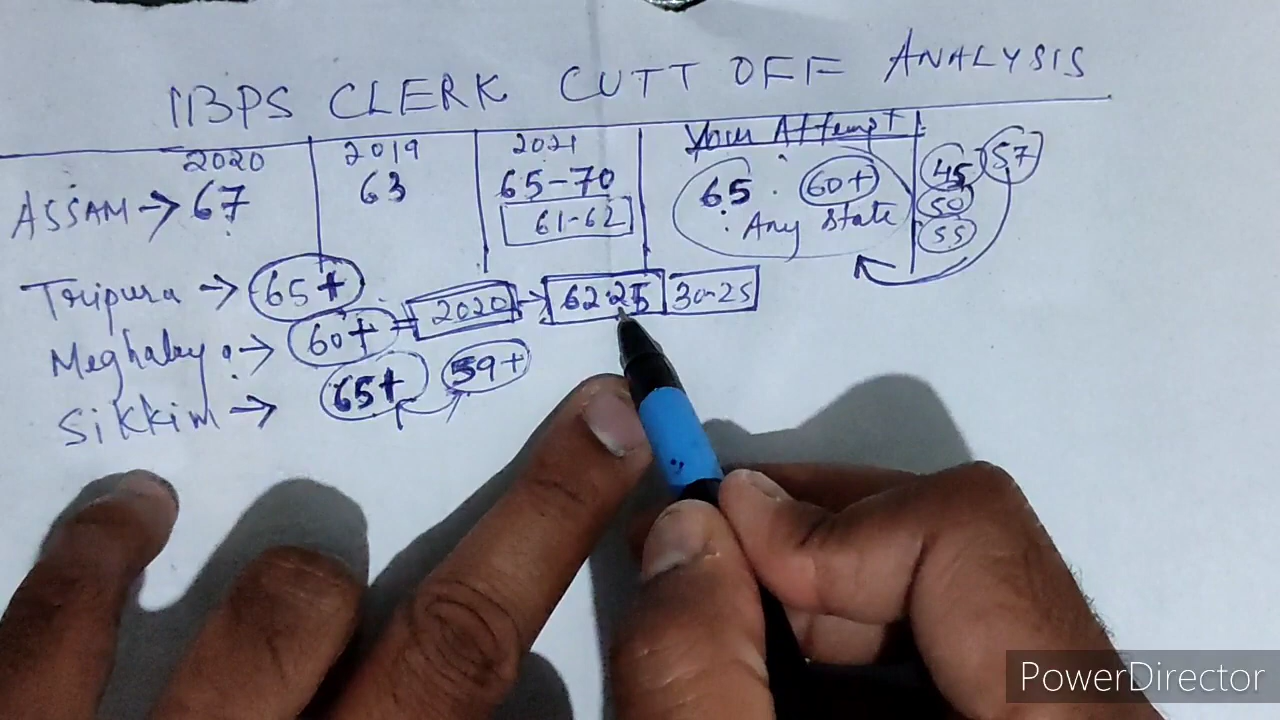 IBPS CLERK CUTT OFF ANALYSIS
2020 2019 2021 Your Attempt
ASSAM → 67 63 65-70 65 . 60+ 45 57
61-62 Any state 50
55
Tripura → 65+
Meghaleya → 60+ = 2020 → 62.25 30-25
Sikkim → 65+ 59+
PowerDirector